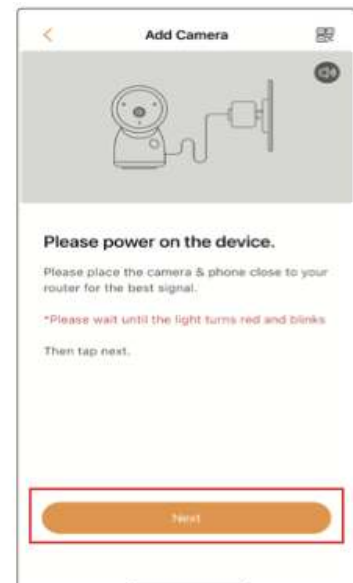 Add Camera
Please power on the device.
Please place the camera & phone close to your
router for the best signal.
*Please wait until the light turns red and blinks
Then tap next.
Next